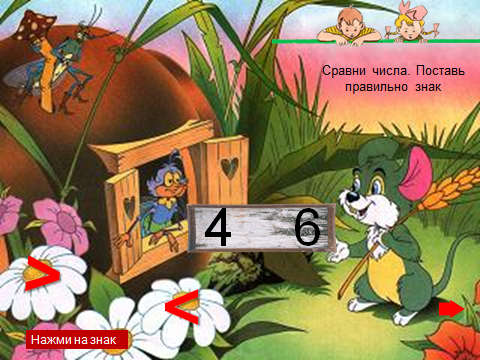 Сравни числа. Поставь
правильно знак
4 6
>
<
Нажми на знак